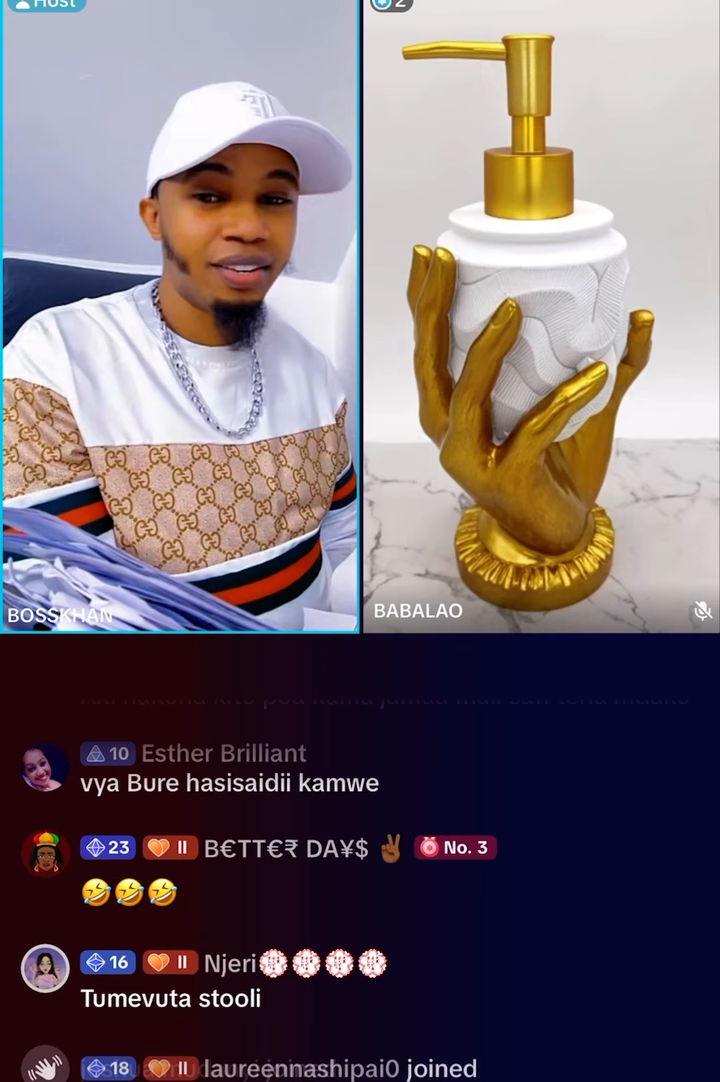 Host
2
BOSSKHAN
BABALAO
10 Esther Brilliant
vya Bure hasisaidii kamwe
23 II B€TT€₹ DA¥$ ✌🏾 No. 3
🤣🤣🤣
16 II Njeri
Tumevuta stooli
18 II laureennashipai0 joined